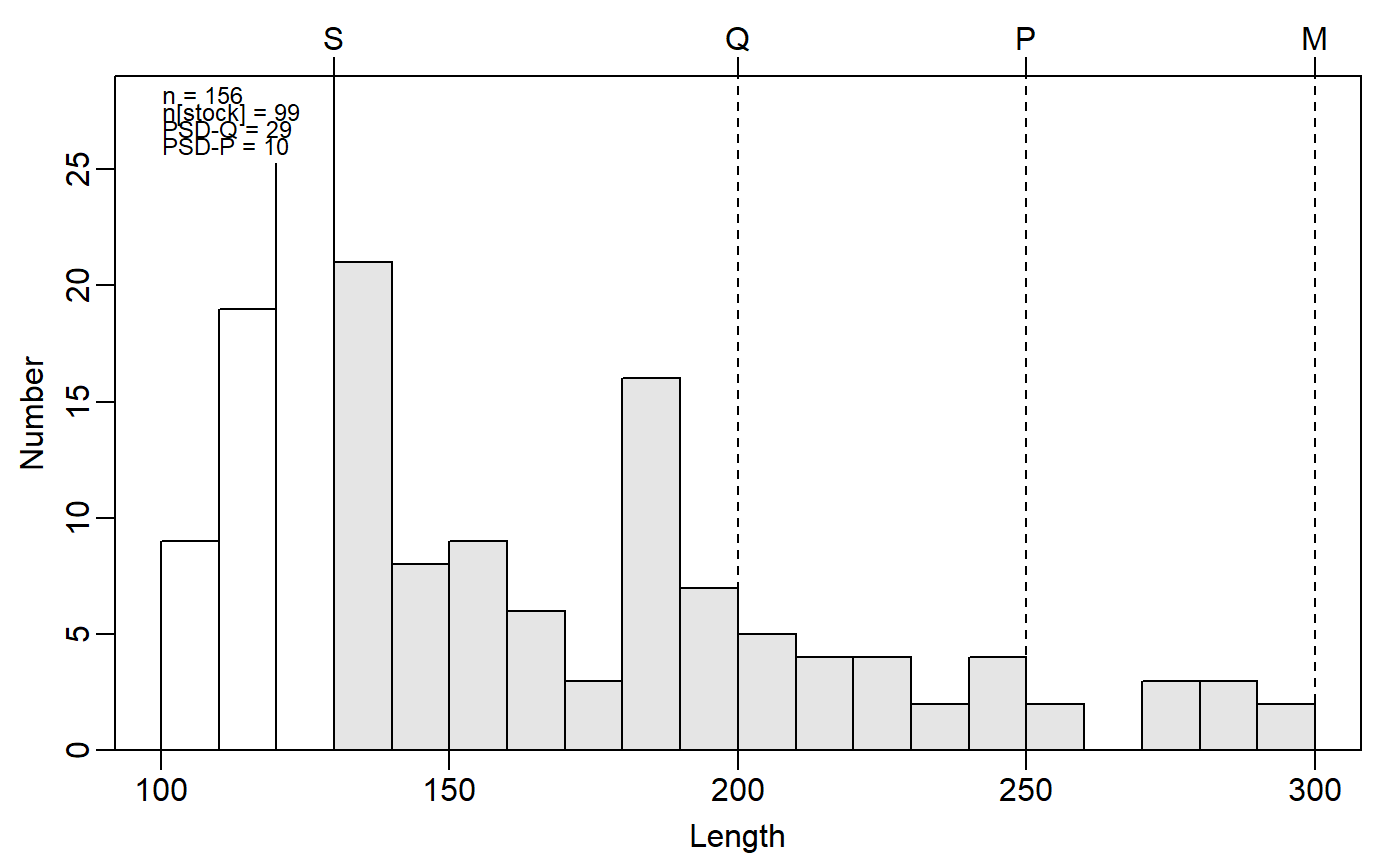 S Q P M
n = 156
n[stock] = 99
PSD-Q = 29
PSD-P = 10
25
20
15
10
5
0
Number
100 150 200 250 300
Length